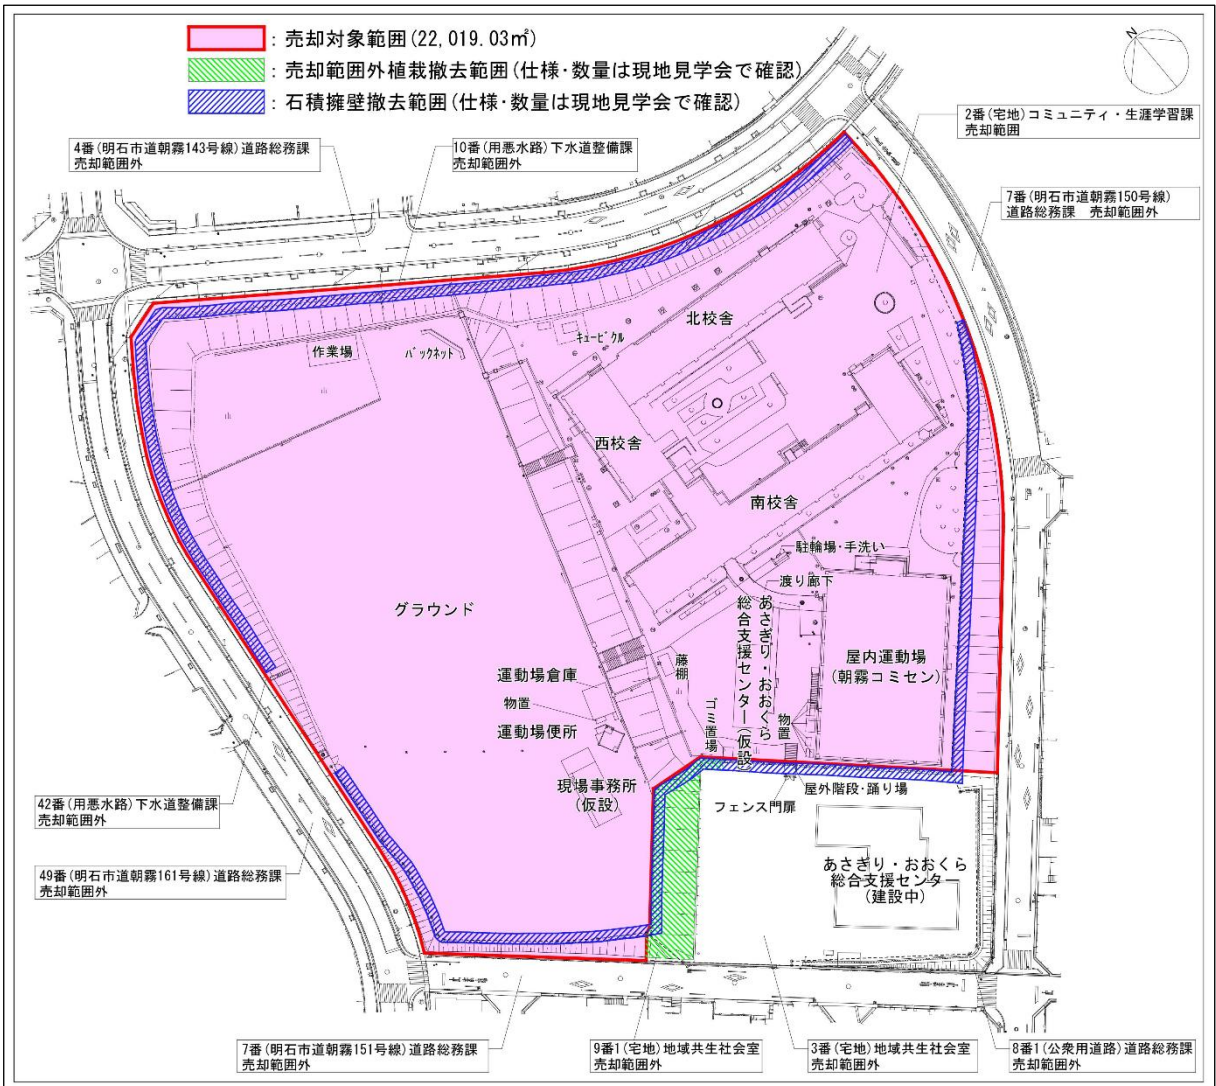 : 売却対象範囲(22,019.03㎡)
: 売却範囲外植栽撤去範囲(仕様・数量は現地見学会で確認)
: 石積擁壁撤去範囲(仕様・数量は現地見学会で確認)
N
2番(宅地)コミュニティ・生涯学習課
売却範囲
4番(明石市道朝霧143号線)道路総務課
売却範囲外
10番(用悪水路)下水道整備課
売却範囲外
7番(明石市道朝霧150号線)
道路総務課 売却範囲外
北校舎
キュービクル
作業場
バックネット
西校舎
南校舎
駐輪場・手洗い
渡り廊下
グラウンド
あさぎり・おおくら
総合支援センター(仮設)
屋内運動場
(朝霧コミセン)
藤棚
運動場倉庫
物置
ゴミ置場
物置
運動場便所
現場事務所
(仮設)
屋外階段・踊り場
フェンス門扉
42番(用悪水路)下水道整備課
売却範囲外
あさぎり・おおくら
総合支援センター
(建設中)
49番(明石市道朝霧161号線)道路総務課
売却範囲外
7番(明石市道朝霧151号線)道路総務課
売却範囲外
9番1(宅地)地域共生社会室
売却範囲外
3番(宅地)地域共生社会室
売却範囲外
8番1(公衆用道路)道路総務課
売却範囲外